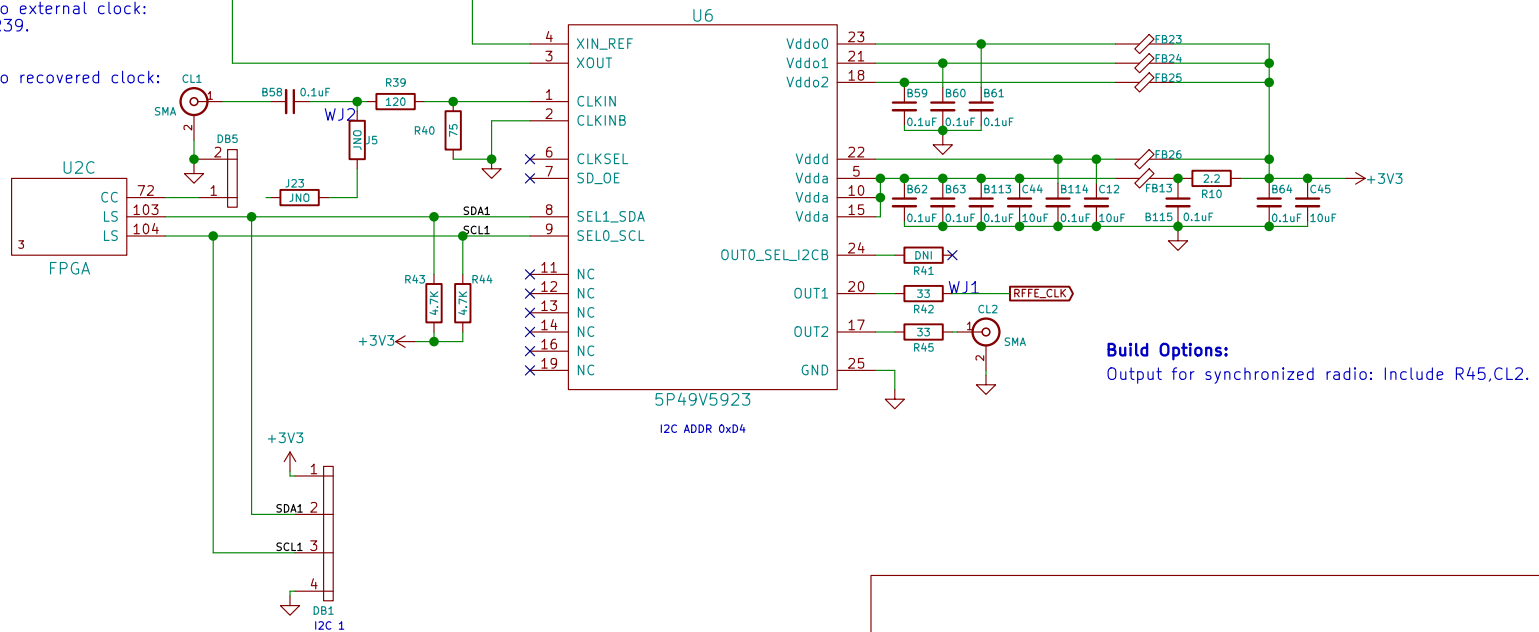 o external clock:
R39.
o recovered clock:
U6
4 XIN_REF
3 XOUT
1 CLKIN
2 CLKINB
6 CLKSEL
7 SD_OE
8 SEL1_SDA
9 SEL0_SCL
11 NC
12 NC
13 NC
14 NC
16 NC
19 NC
Vddo0 23
Vddo1 21
Vddo2 18
Vddd 22
Vdda 5
Vdda 10
Vdda 15
OUT0_SEL_I2CB 24
OUT1 20
OUT2 17
GND 25
5P49V5923
I2C ADDR 0xD4
CL1
SMA
1
2
B58 0.1uF
R39
120
WJ2
JNO
J5
R40
75
DB5
2
1
J23
JNO
U2C
CC 72
LS 103
LS 104
3
FPGA
SDA1
SCL1
R43
4.7K
R44
4.7K
+3V3
FB23
FB24
FB25
B59
0.1uF
B60
0.1uF
B61
0.1uF
FB26
FB13
2.2
R10
+3V3
B62
0.1uF
B63
0.1uF
B113
0.1uF
C44
10uF
B114
0.1uF
C12
10uF
B115
0.1uF
B64
0.1uF
C45
10uF
DNI
R41
33
R42
WJ1
RFFE_CLK
33
R45
CL2
1
2
SMA
Build Options:
Output for synchronized radio: Include R45,CL2.
+3V3
1
SDA1 2
SCL1 3
4
DB1
I2C 1